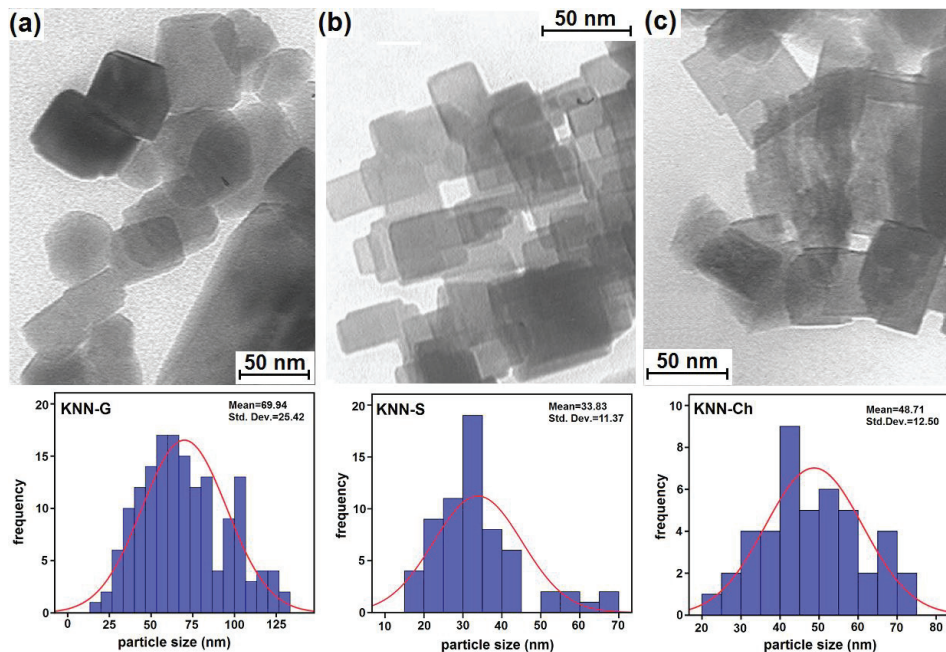 (a)
(b)
50 nm
(c)
50 nm
50 nm
KNN-G
Mean=69.94
Std. Dev.=25.42
20
15
10
5
0
frequency
0 25 50 75 100 125
particle size (nm)
KNN-S
Mean=33.83
Std. Dev.=11.37
20
15
10
5
0
frequency
10 20 30 40 50 60 70
particle size (nm)
KNN-Ch
Mean=48.71
Std. Dev.=12.50
10
8
6
4
2
0
frequency
20 30 40 50 60 70 80
particle size (nm)